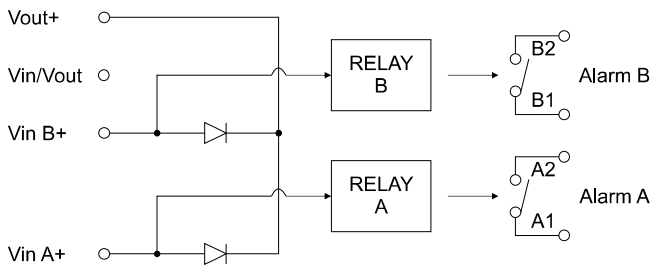 Vout+
Vin/Vout
Vin B+
RELAY
B
B2
B1
Alarm B
Vin A+
RELAY
A
A2
A1
Alarm A